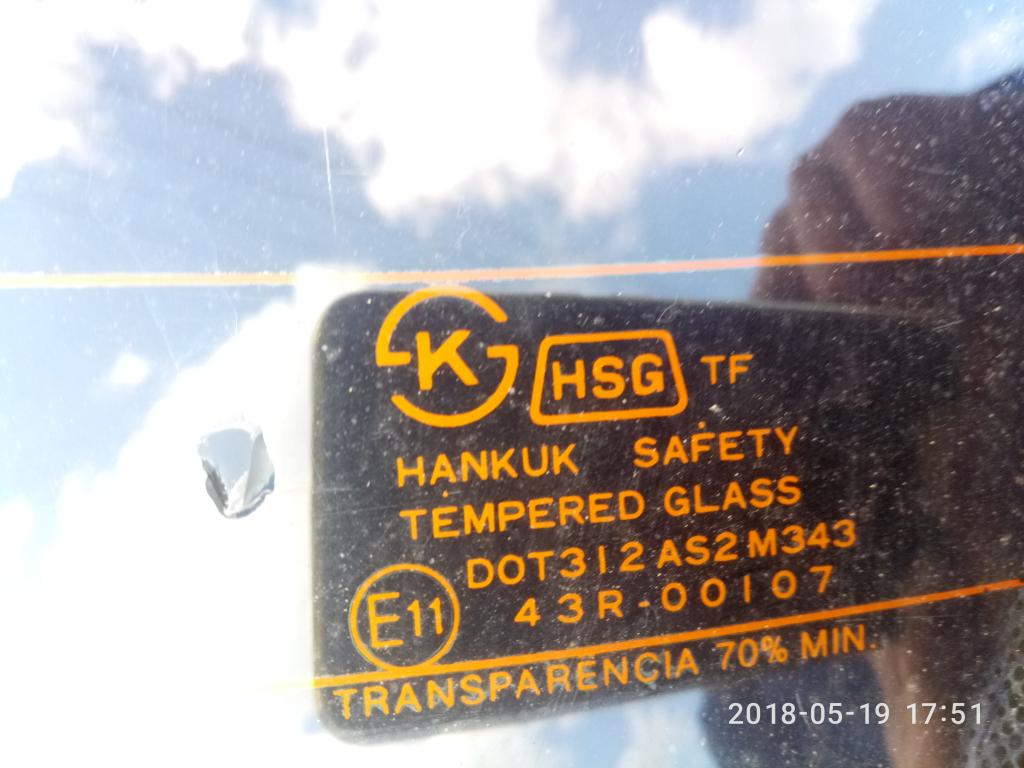 K
HSG TF
HANKUK SAFETY
TEMPERED GLASS
DOT312 AS2 M343
E11 43R-00107
TRANSPARENCIA 70% MIN.
2018-05-19 17:51